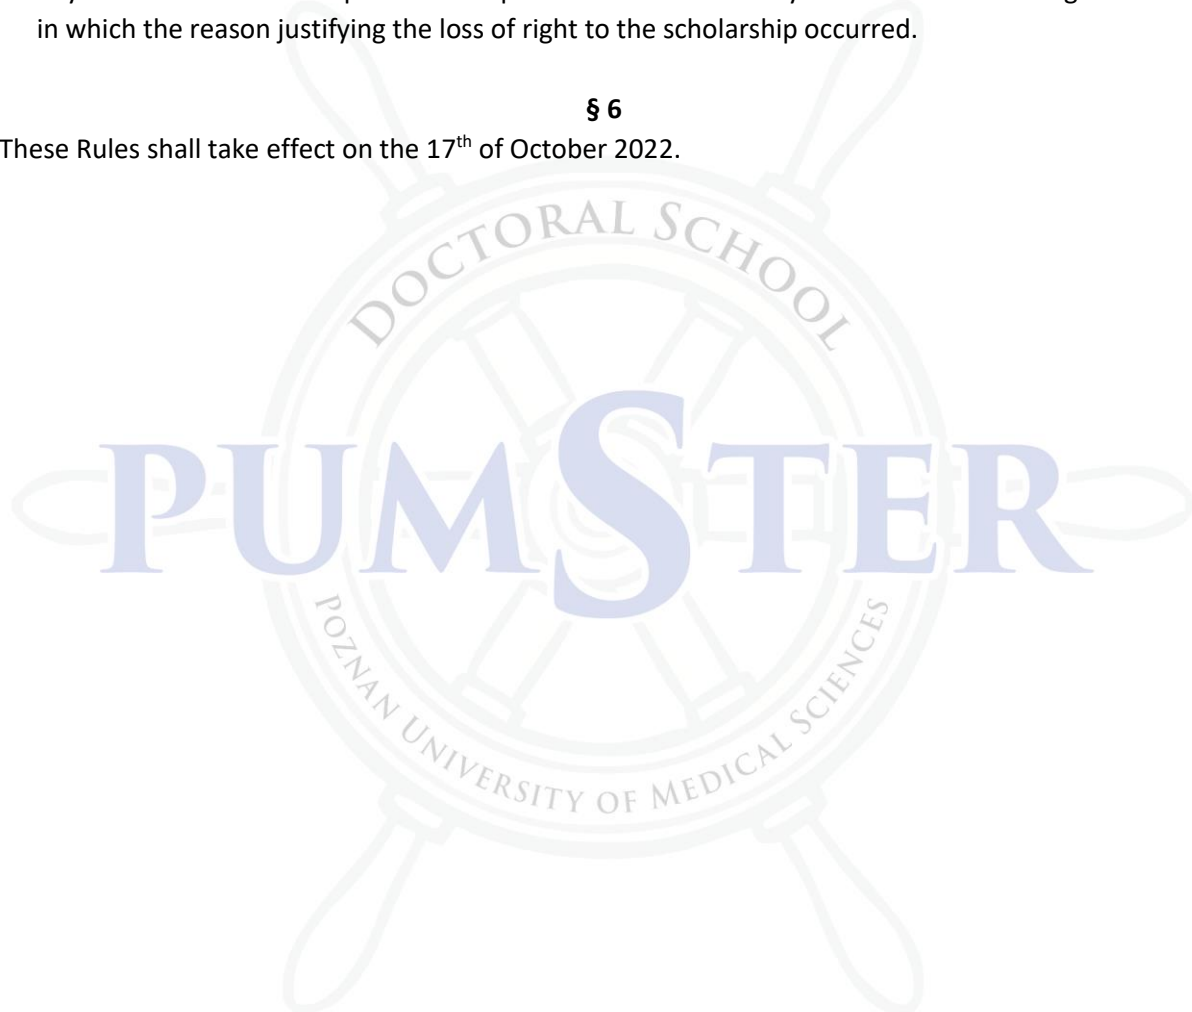 in which the reason justifying the loss of right to the scholarship occurred.
§ 6
These Rules shall take effect on the 17th of October 2022.
DOCTORAL SCHOOL
PUMSTER
POZNAN UNIVERSITY OF MEDICAL SCIENCES